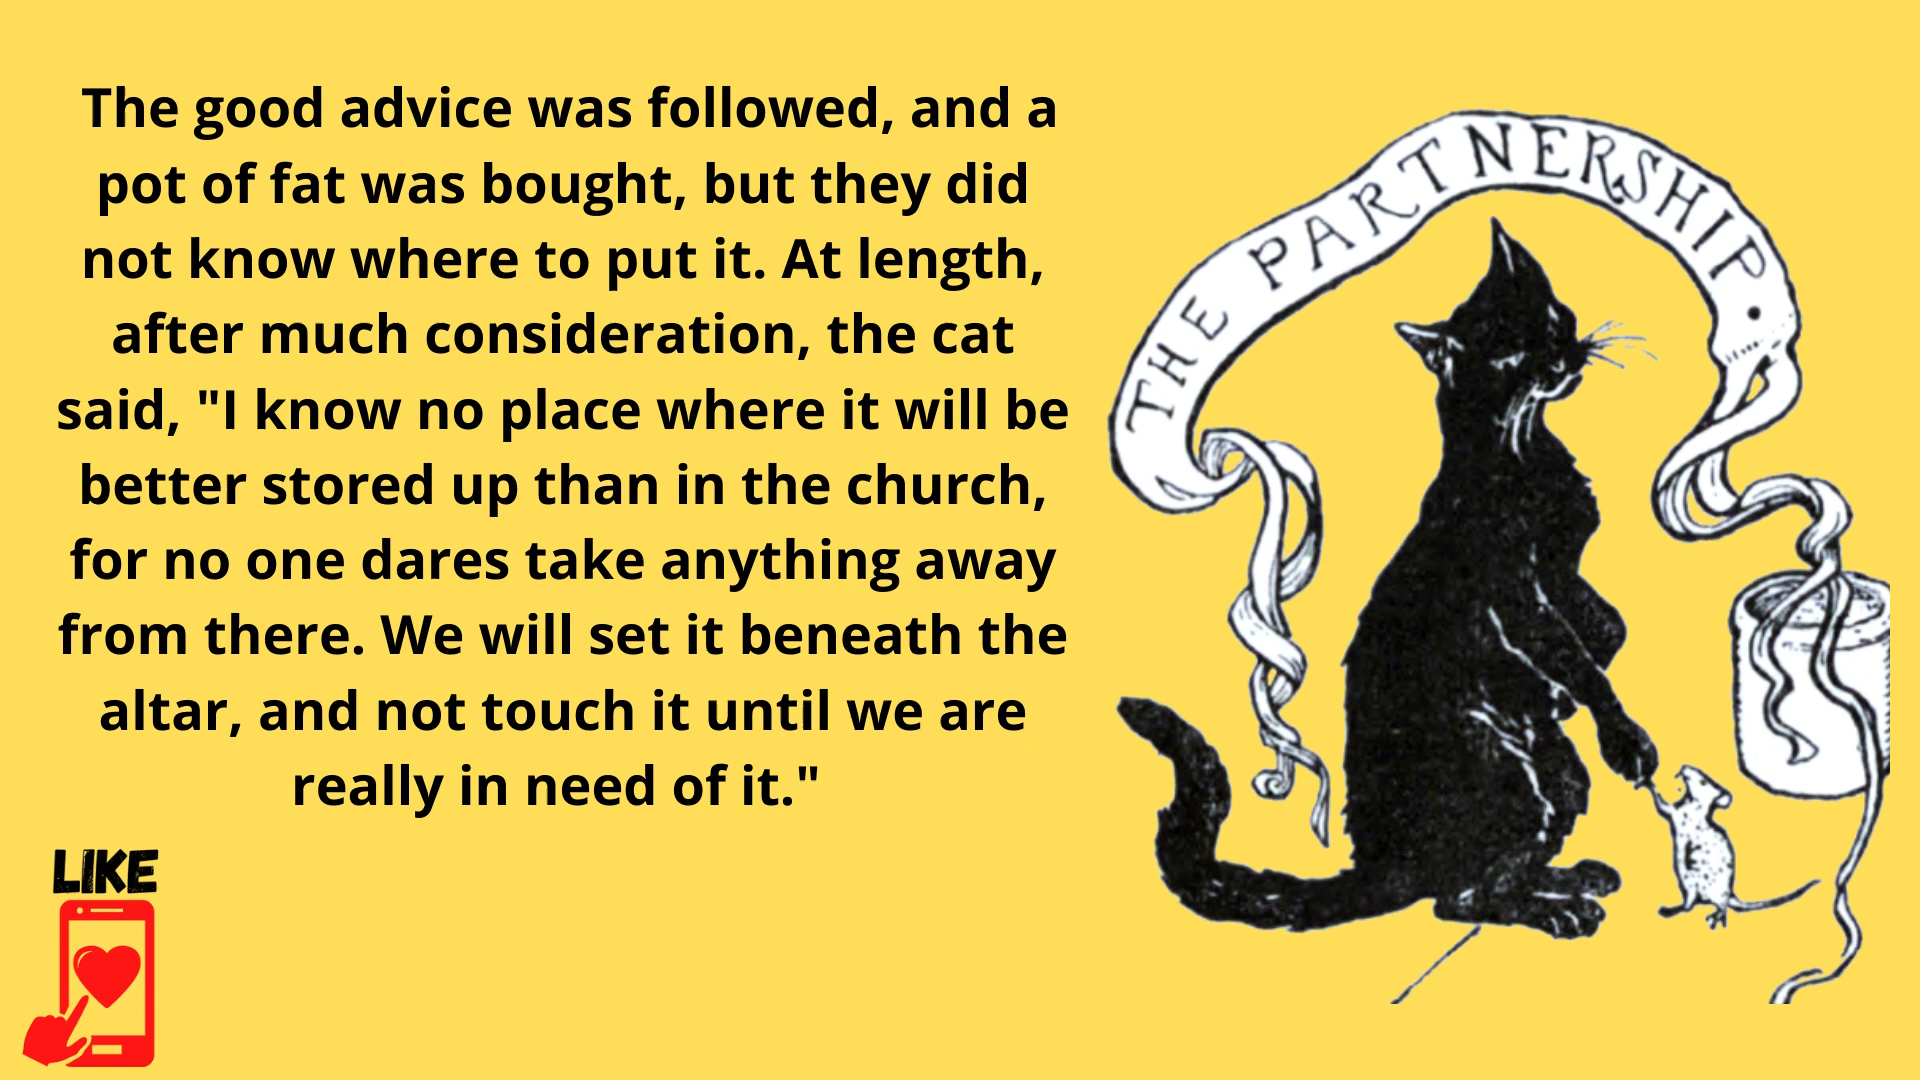 The good advice was followed, and a
pot of fat was bought, but they did
not know where to put it. At length,
after much consideration, the cat
said, "I know no place where it will be
better stored up than in the church,
for no one dares take anything away
from there. We will set it beneath the
altar, and not touch it until we are
really in need of it."
THE PARTNERSHIP.
LIKE